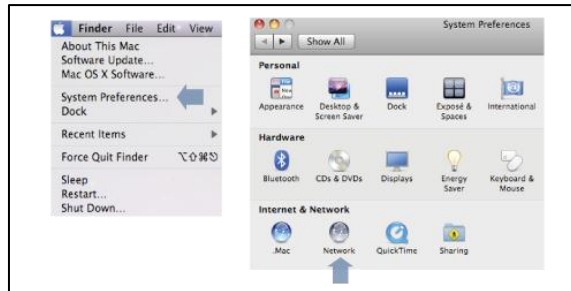 Finder File Edit View
About This Mac
Software Update...
Mac OS X Software...
System Preferences...
Dock
Recent Items
Force Quit Finder ⌥⇧⌘⎋
Sleep
Restart...
Shut Down...
System Preferences
Show All
Personal
Appearance Desktop & Screen Saver Dock Exposé & Spaces International
Hardware
Bluetooth CDs & DVDs Displays Energy Saver Keyboard & Mouse
Internet & Network
.Mac Network QuickTime Sharing